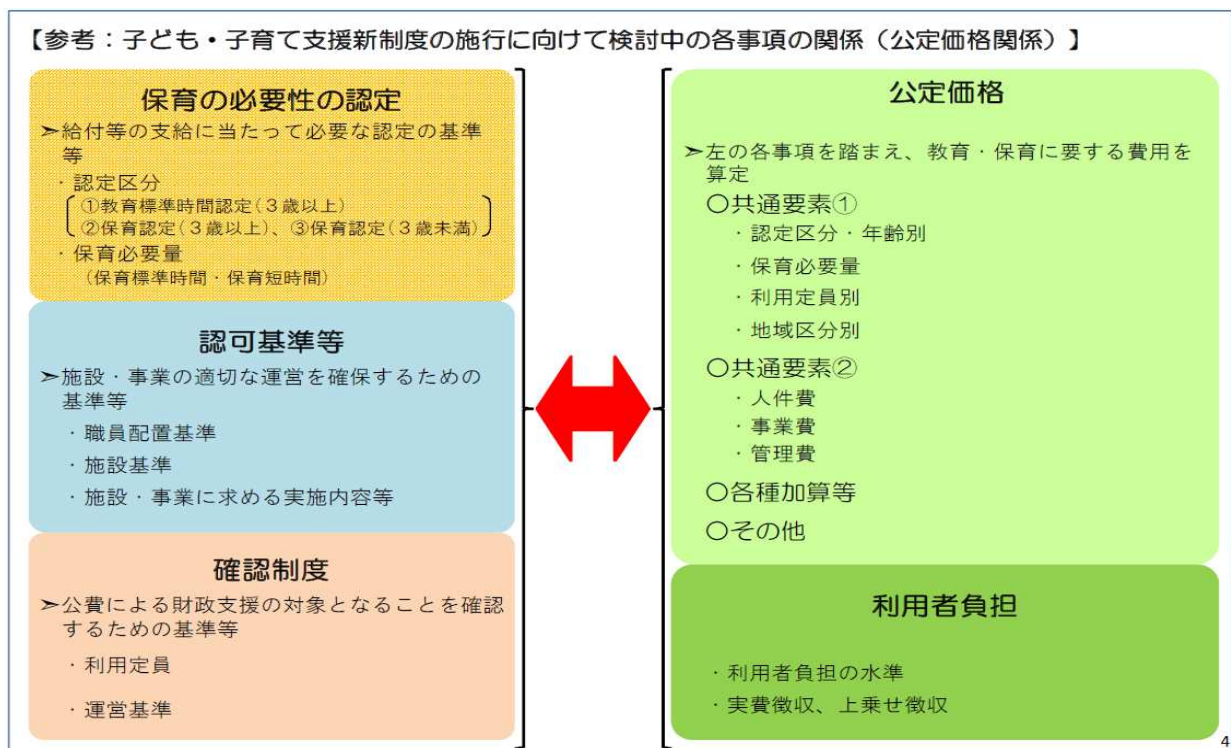 【参考：子ども・子育て支援新制度の施行に向けて検討中の各事項の関係（公定価格関係）】
保育の必要性の認定
➣給付等の支給に当たって必要な認定の基準
等
・認定区分
①教育標準時間認定(３歳以上)
②保育認定(３歳以上)、③保育認定(３歳未満)
・保育必要量
（保育標準時間・保育短時間）
認可基準等
➣施設・事業の適切な運営を確保するための
基準等
・職員配置基準
・施設基準
・施設・事業に求める実施内容等
確認制度
➣公費による財政支援の対象となることを確認
するための基準等
・利用定員
・運営基準
公定価格
➣左の各事項を踏まえ、教育・保育に要する費用を
算定
○共通要素①
・認定区分・年齢別
・保育必要量
・利用定員別
・地域区分別
○共通要素②
・人件費
・事業費
・管理費
○各種加算等
○その他
利用者負担
・利用者負担の水準
・実費徴収、上乗せ徴収
4